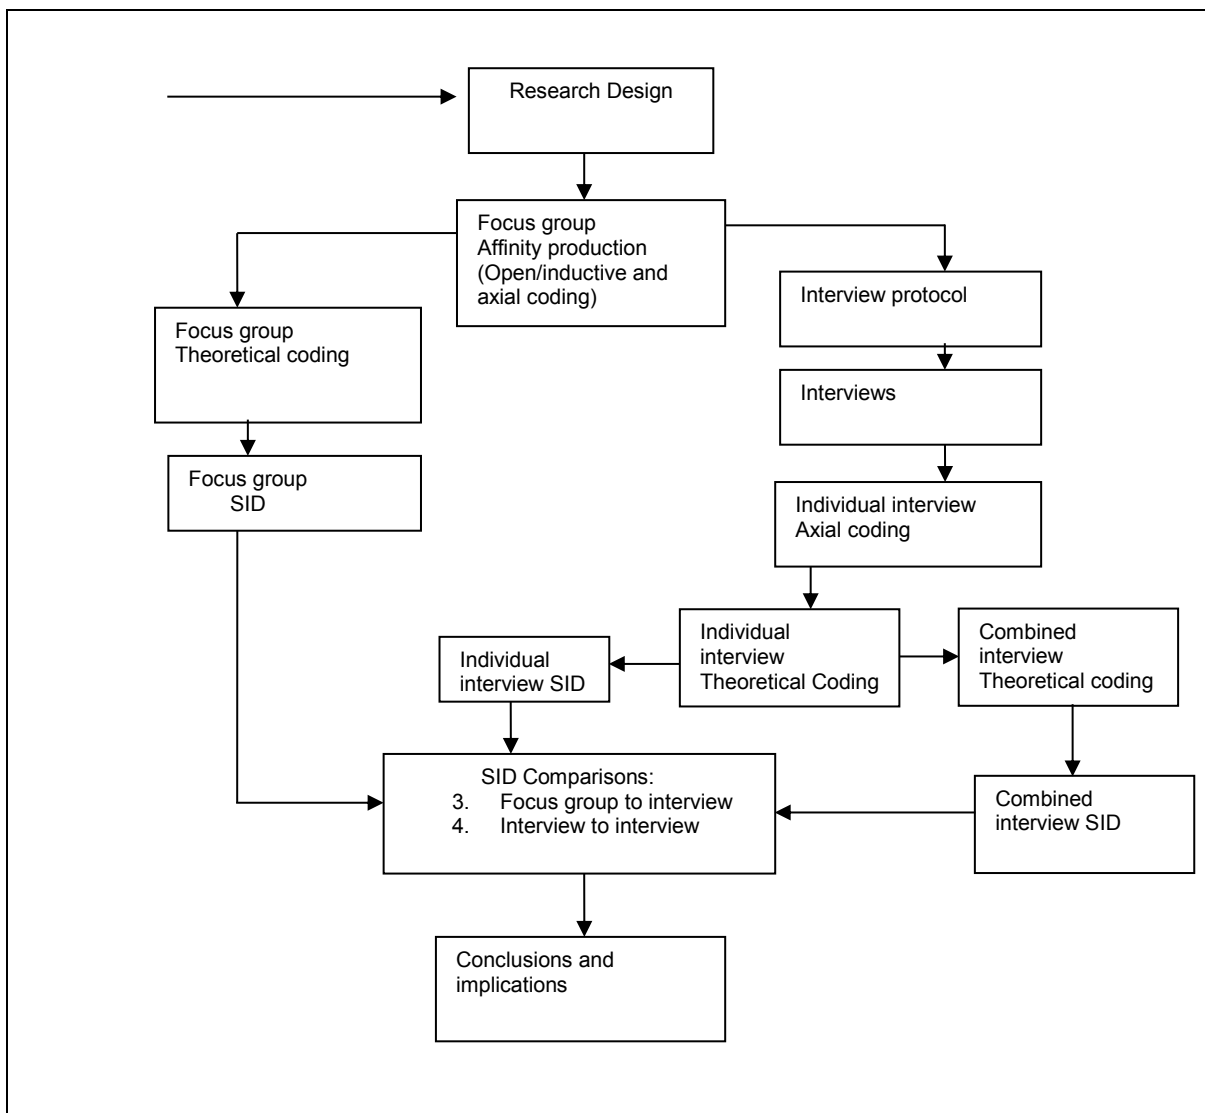 Research Design
Focus group
Affinity production
(Open/inductive and
axial coding)
Interview protocol
Focus group
Theoretical coding
Interviews
Focus group
SID
Individual interview
Axial coding
Individual
interview SID
Individual
interview
Theoretical Coding
Combined
interview
Theoretical coding
SID Comparisons:
3. Focus group to interview
4. Interview to interview
Combined
interview SID
Conclusions and
implications